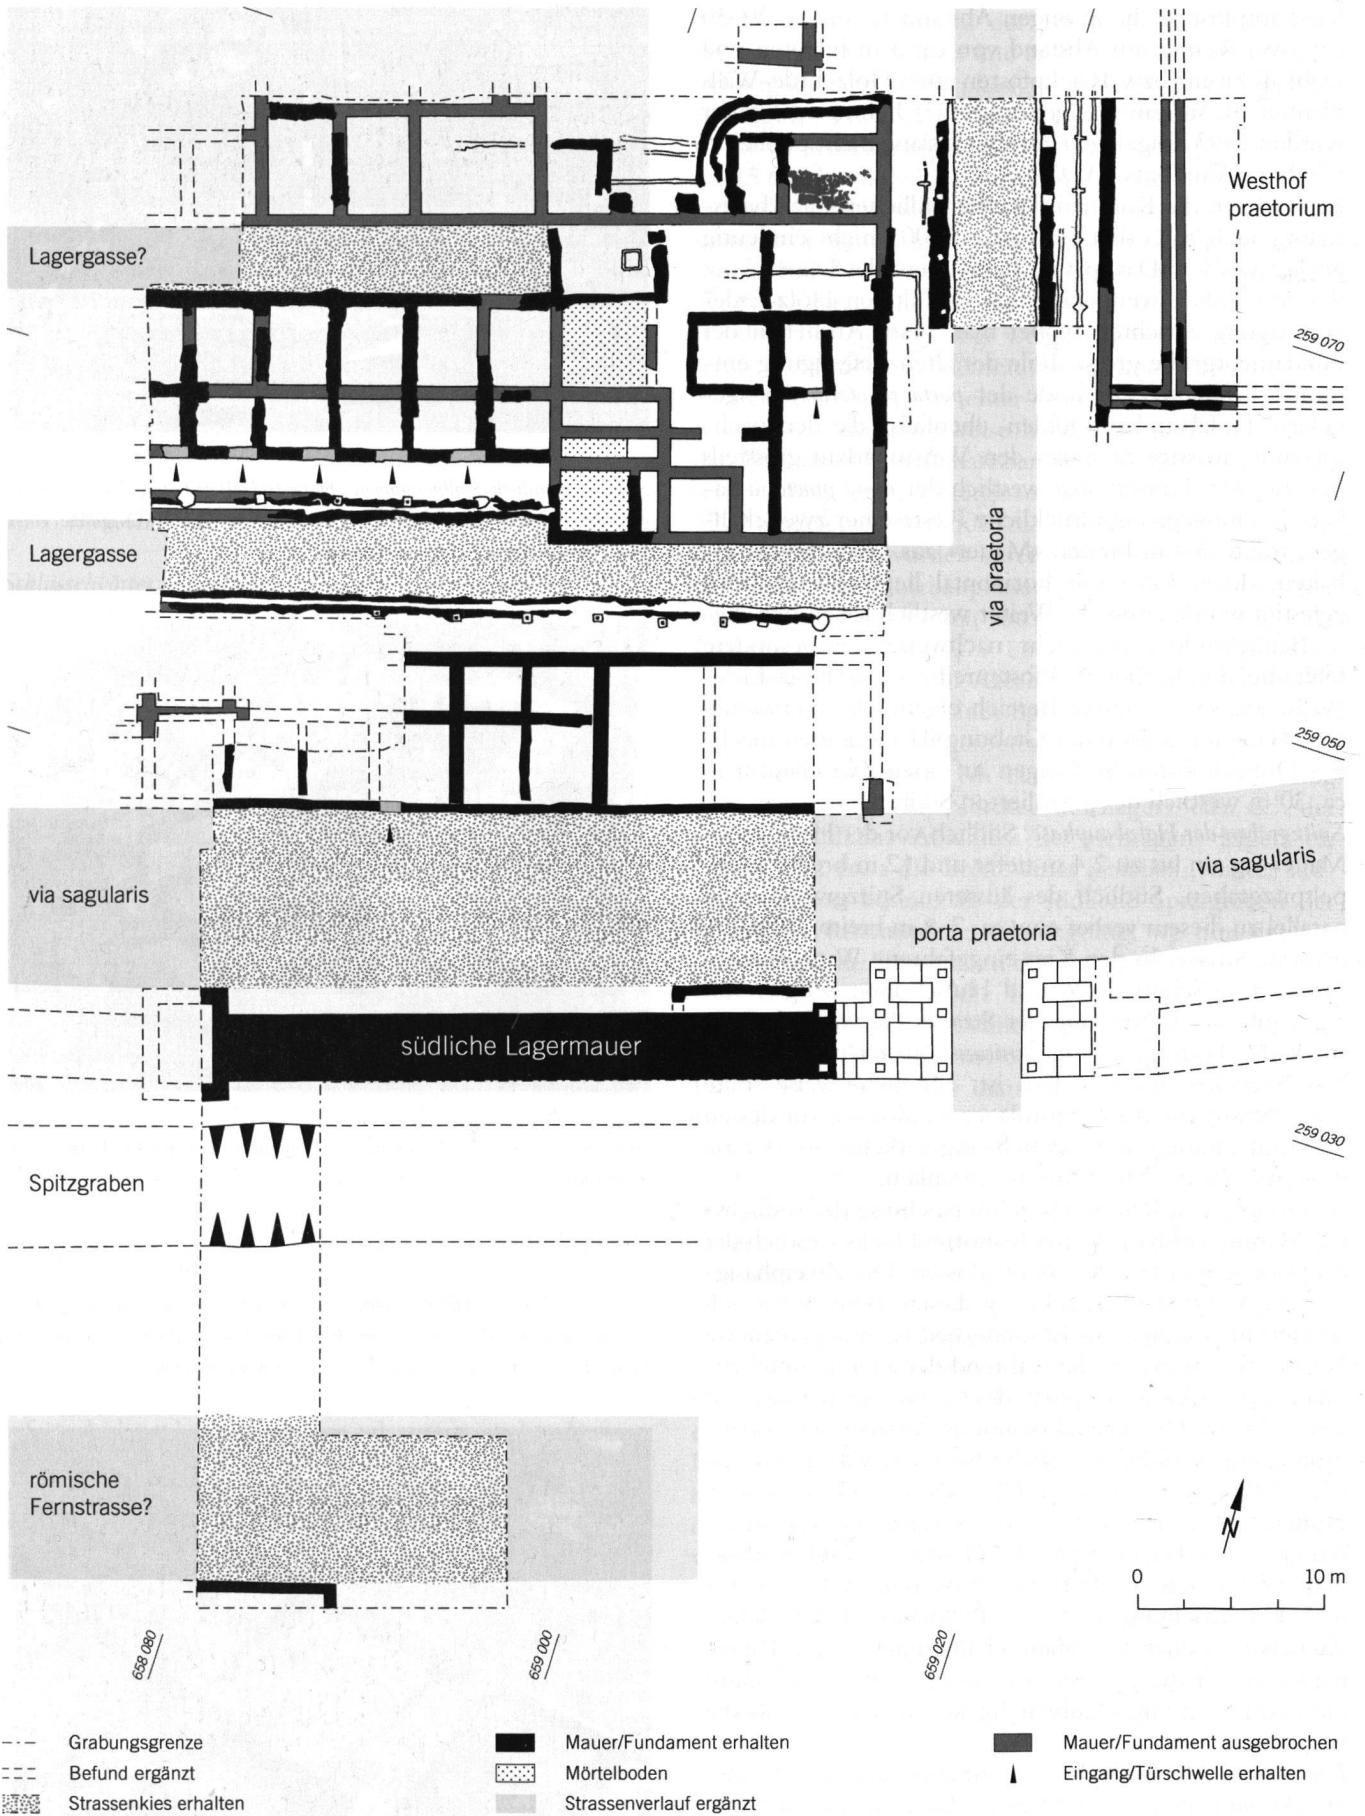 Westhof
praetorium
Lagergasse?
259 070
Lagergasse
via praetoria
259 050
via sagularis
via sagularis
porta praetoria
südliche Lagermauer
259 030
Spitzgraben
römische
Fernstrasse?
N
0 10 m
658 080
659 000
659 020
Grabungsgrenze
Befund ergänzt
Strassenkies erhalten
Mauer/Fundament erhalten
Mörtelboden
Strassenverlauf ergänzt
Mauer/Fundament ausgebrochen
Eingang/Türschwelle erhalten